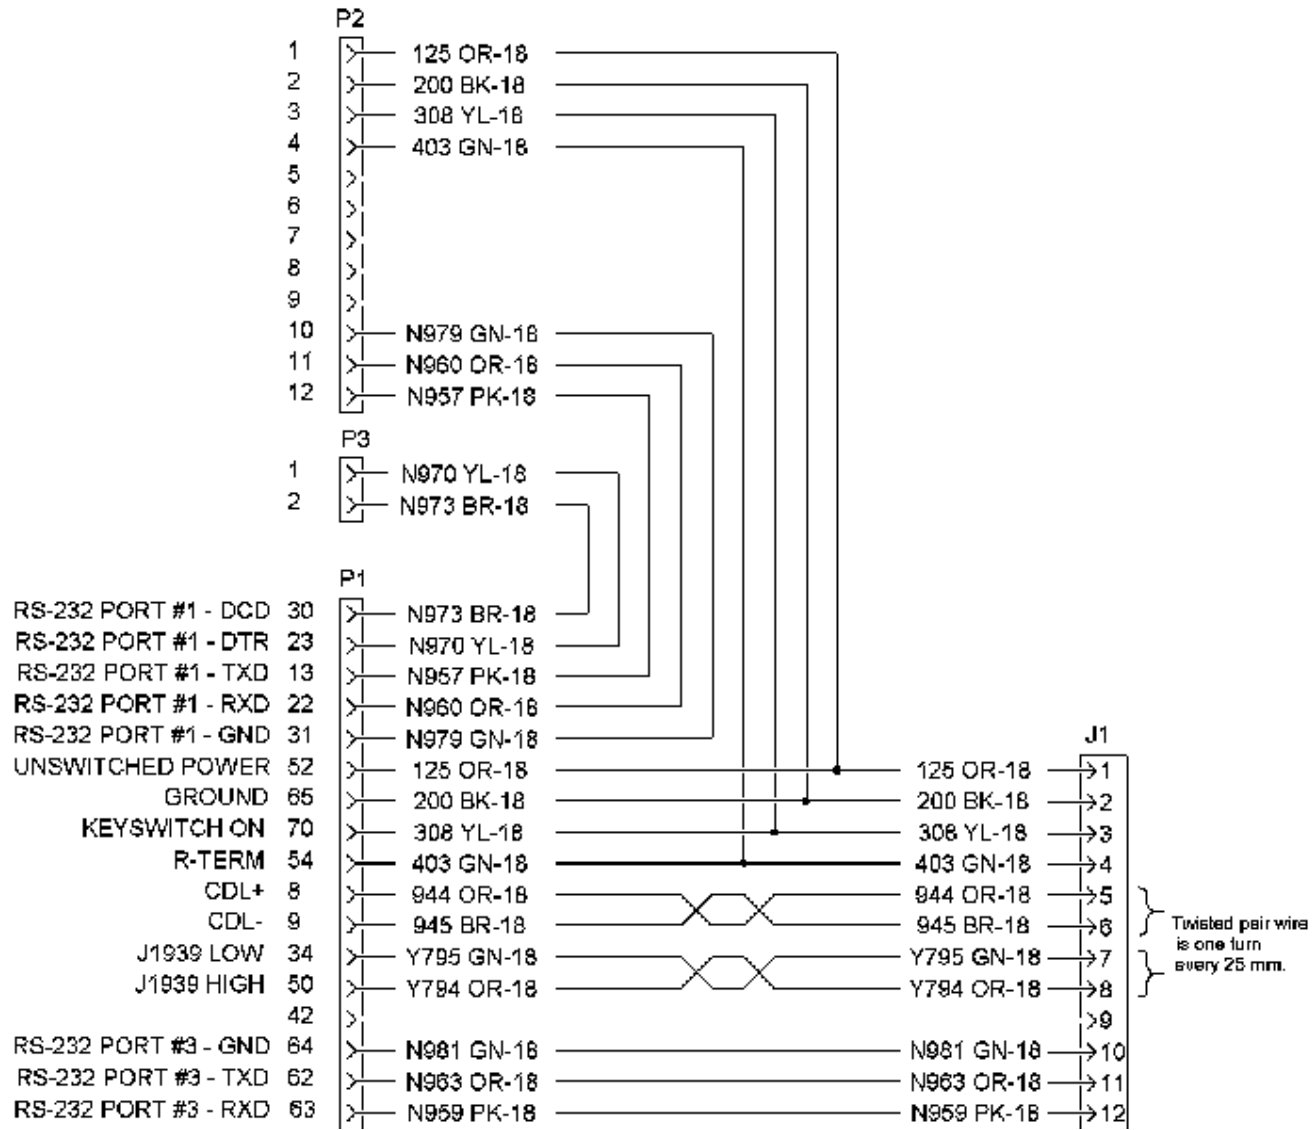 P2
1 125 OR-18
2 200 BK-18
3 308 YL-18
4 403 GN-18
5
6
7
8
9
10 N979 GN-18
11 N960 OR-18
12 N957 PK-18
P3
1 N970 YL-18
2 N973 BR-18
P1
RS-232 PORT #1 - DCD 30 N973 BR-18
RS-232 PORT #1 - DTR 23 N970 YL-18
RS-232 PORT #1 - TXD 13 N957 PK-18
RS-232 PORT #1 - RXD 22 N960 OR-18
RS-232 PORT #1 - GND 31 N979 GN-18
J1
UNSWITCHED POWER 52 125 OR-18 125 OR-18 1
GROUND 65 200 BK-18 200 BK-18 2
KEYSWITCH ON 70 308 YL-18 308 YL-18 3
R-TERM 54 403 GN-18 403 GN-18 4
CDL+ 8 944 OR-18 944 OR-18 5
CDL- 9 945 BR-18 945 BR-18 6
J1939 LOW 34 Y795 GN-18 Y795 GN-18 7
J1939 HIGH 50 Y794 OR-18 Y794 OR-18 8
Twisted pair wire
is one turn
every 25 mm.
42 9
RS-232 PORT #3 - GND 64 N981 GN-18 N981 GN-18 10
RS-232 PORT #3 - TXD 62 N963 OR-18 N963 OR-18 11
RS-232 PORT #3 - RXD 63 N959 PK-18 N959 PK-18 12